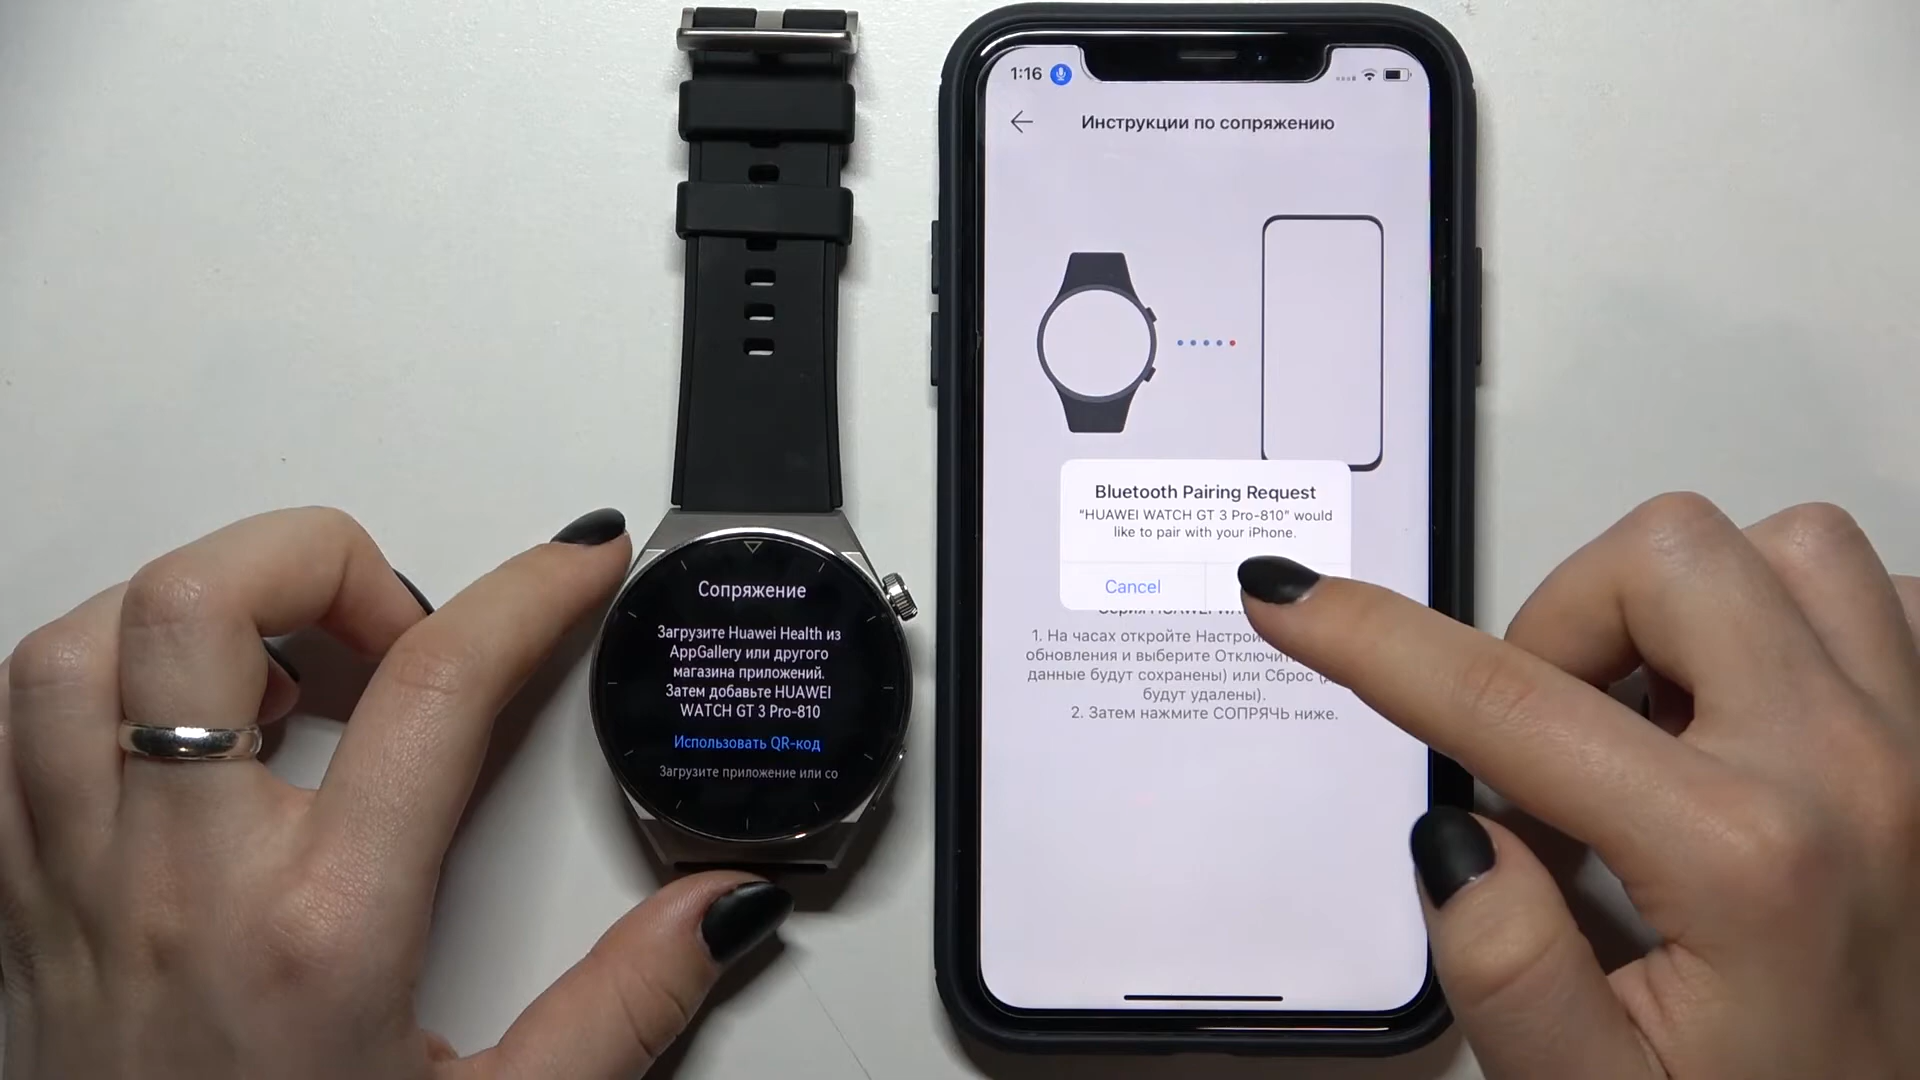 Сопряжение
Загрузите Huawei Health из
AppGallery или другого
магазина приложений.
Затем добавьте HUAWEI
WATCH GT 3 Pro-810
Использовать QR-код
Загрузите приложение или со
1:16
Инструкции по сопряжению
Bluetooth Pairing Request
"HUAWEI WATCH GT 3 Pro-810" would
like to pair with your iPhone.
Cancel
Серия HUAWEI
1. На часах откройте
обновления и выберите
данные будут сохранены) или Сброс
будут удалены).
2. Затем нажмите СОПРЯЧЬ ниже.